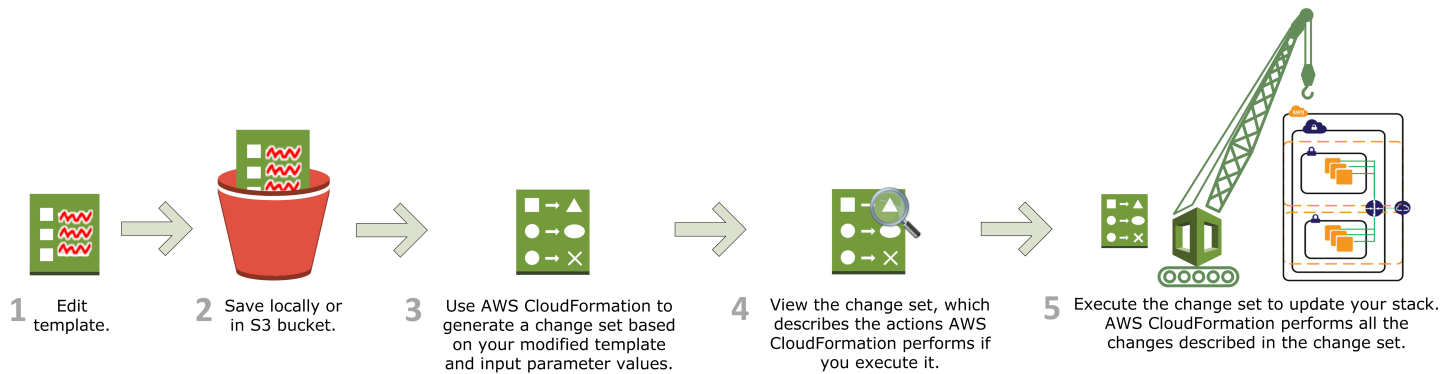 AWS
1 Edit
template.
2 Save locally or
in S3 bucket.
3 Use AWS CloudFormation to
generate a change set based
on your modified template
and input parameter values.
4 View the change set, which
describes the actions AWS
CloudFormation performs if
you execute it.
5 Execute the change set to update your stack.
AWS CloudFormation performs all the
changes described in the change set.